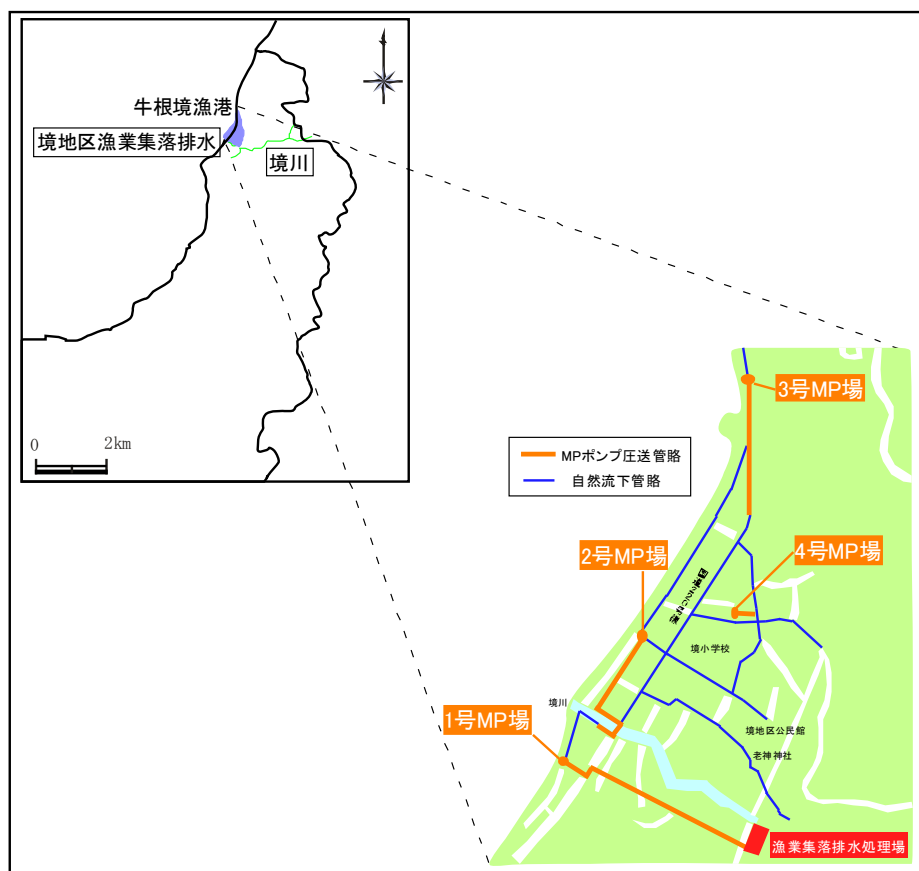 牛根境漁港
境地区漁業集落排水
境川
0 2km
3号MP場
MPポンプ圧送管賂
自然流下管賂
4号MP場
2号MP場
境小学校
境川
1号MP場
境地区公民館
老神神社
漁業集落排水処理場